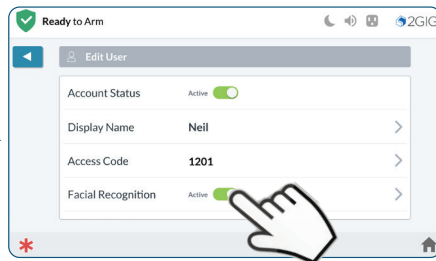 Ready to Arm
2GIG
Edit User
Account Status Active
Display Name Neil
Access Code 1201
Facial Recognition Active